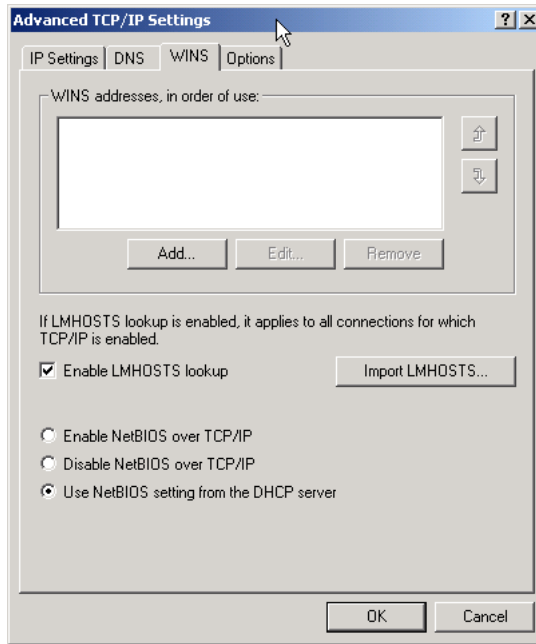 Advanced TCP/IP Settings
?
IP Settings DNS WINS Options
WINS addresses, in order of use:
Add... Edit... Remove
If LMHOSTS lookup is enabled, it applies to all connections for which
TCP/IP is enabled.
Enable LMHOSTS lookup Import LMHOSTS...
Enable NetBIOS over TCP/IP
Disable NetBIOS over TCP/IP
Use NetBIOS setting from the DHCP server
OK Cancel